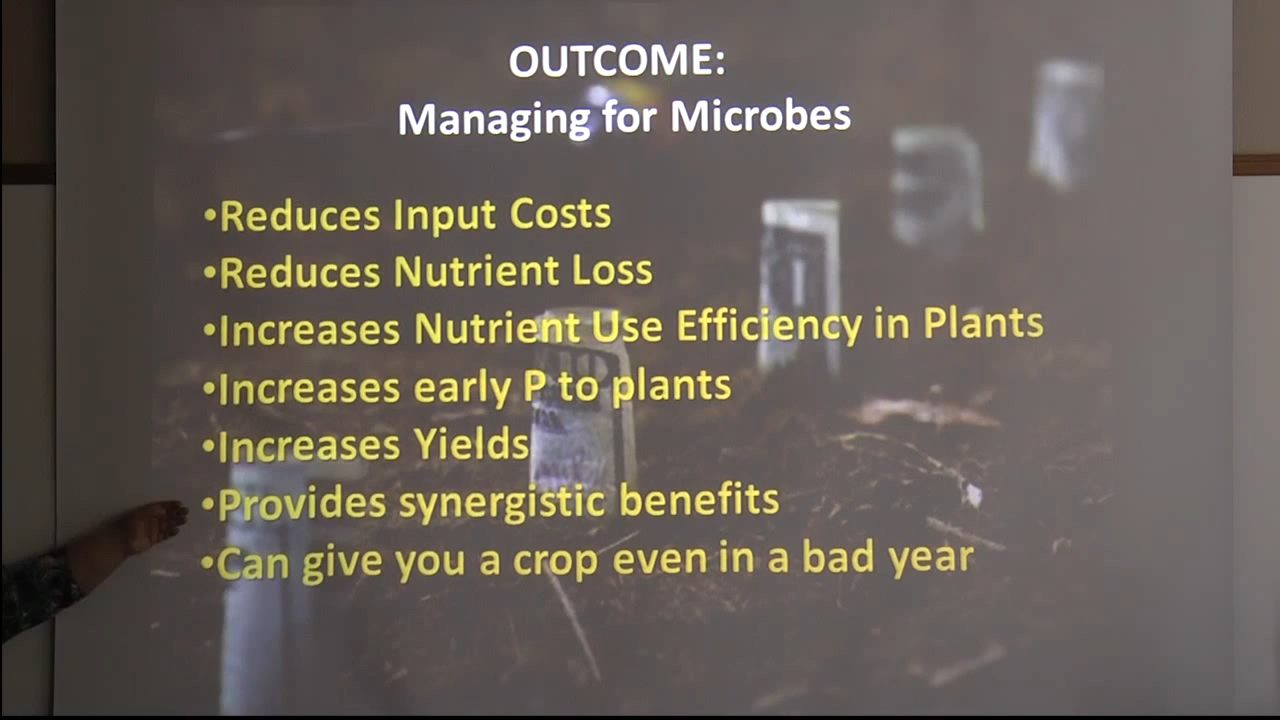 OUTCOME:
Managing for Microbes
•Reduces Input Costs
•Reduces Nutrient Loss
•Increases Nutrient Use Efficiency in Plants
•Increases early P to plants
•Increases Yields
•Provides synergistic benefits
•Can give you a crop even in a bad year